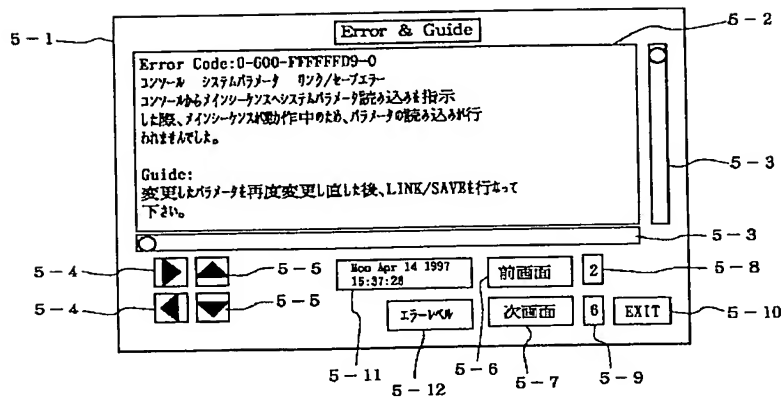 Error & Guide
5-1
5-2
Error Code:0-600-FFFFFFD9-0
コンソール システムパラメータ リンク/セーブエラー
コンソールからメインシーケンスへシステムパラメータ読み込みを指示
した際、メインシーケンスが動作中のため、パラメータの読み込みが行
われませんでした。
Guide:
変更したパラメータを再度変更し直した後、LINK/SAVEを行なって
下さい。
5-3
5-3
5-4
5-5
Mon Apr 14 1997
15:37:28
前画面
2
5-8
5-4
5-5
エラーレベル
次画面
6
EXIT
5-10
5-11
5-12
5-6
5-7
5-9